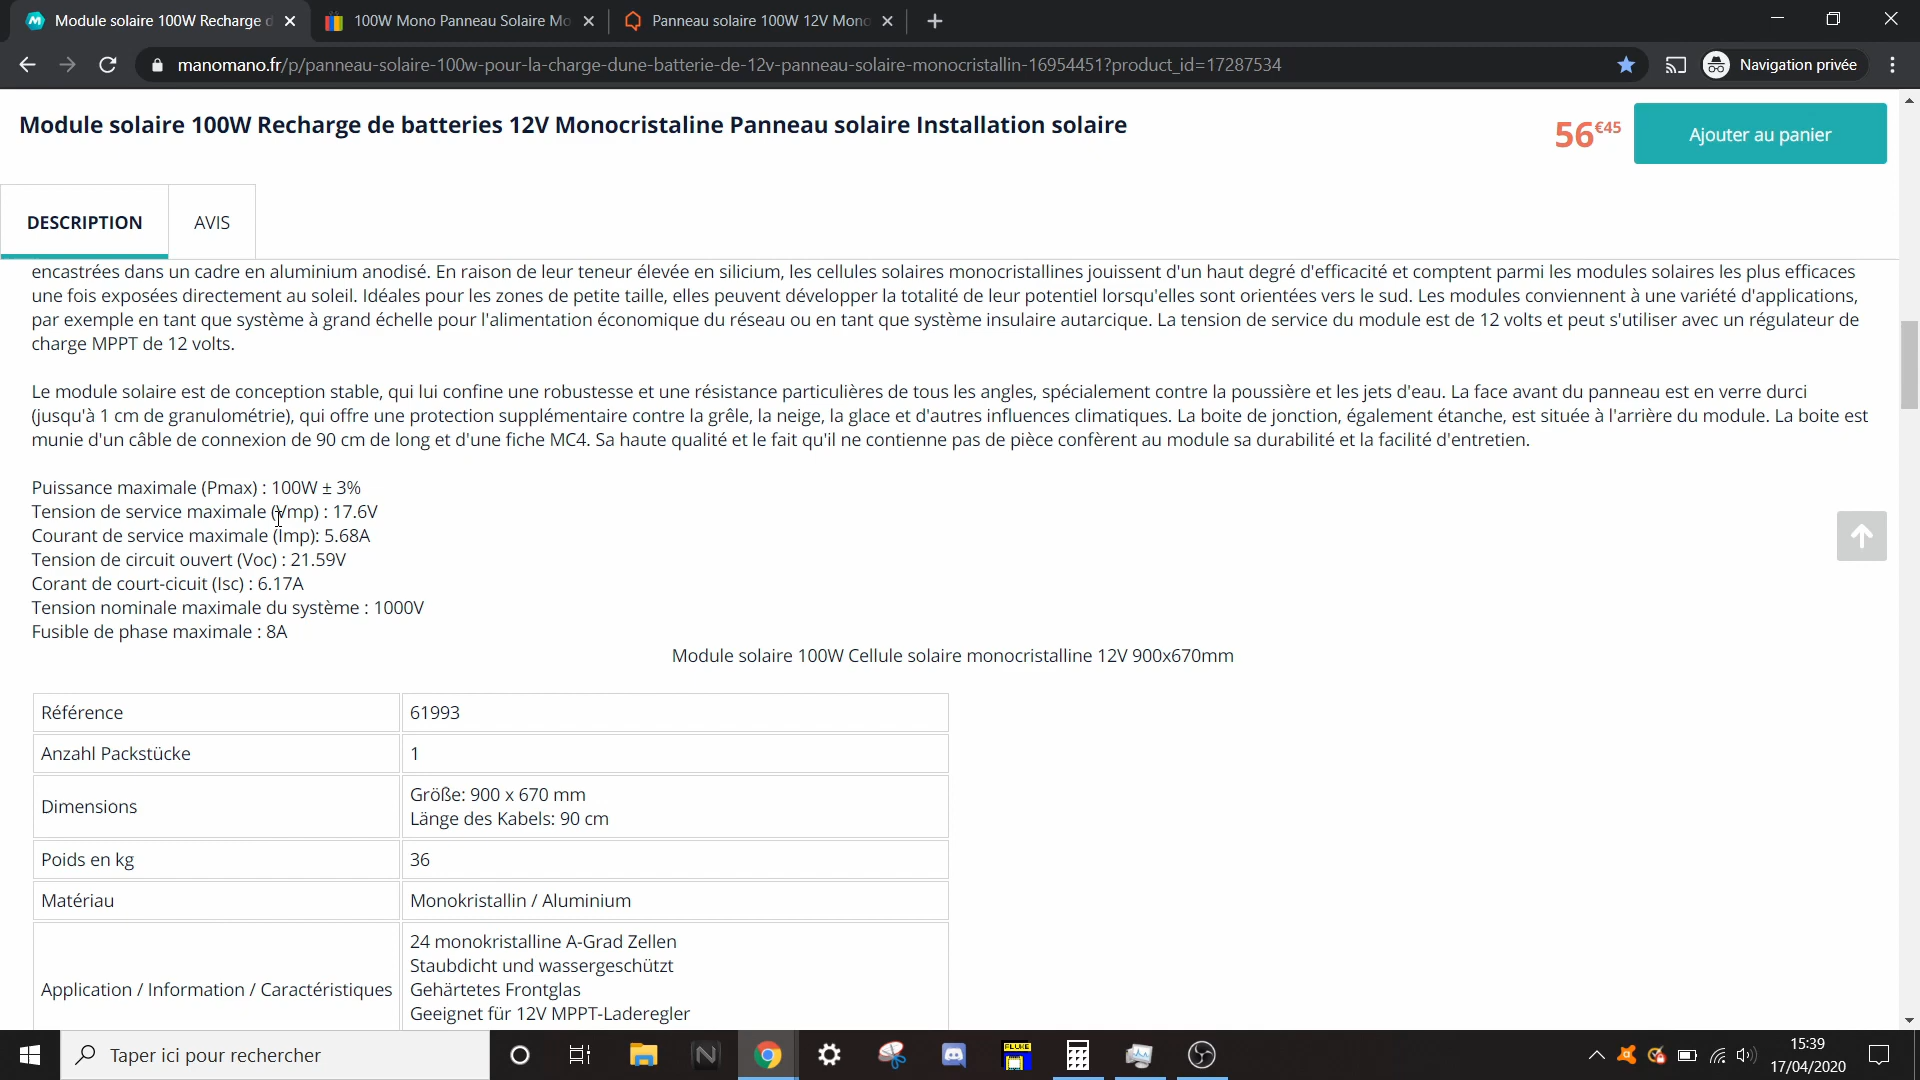 Module solaire 100W Recharge d
100W Mono Panneau Solaire Mo
Panneau solaire 100W 12V Mono
manomano.fr/p/panneau-solaire-100w-pour-la-charge-dune-batterie-de-12v-panneau-solaire-monocristallin-16954451?product_id=17287534
Navigation privée
Module solaire 100W Recharge de batteries 12V Monocristaline Panneau solaire Installation solaire
56€45
Ajouter au panier
DESCRIPTION
AVIS
encastrées dans un cadre en aluminium anodisé. En raison de leur teneur élevée en silicium, les cellules solaires monocristallines jouissent d'un haut degré d'efficacité et comptent parmi les modules solaires les plus efficaces
une fois exposées directement au soleil. Idéales pour les zones de petite taille, elles peuvent développer la totalité de leur potentiel lorsqu'elles sont orientées vers le sud. Les modules conviennent à une variété d'applications,
par exemple en tant que système à grand échelle pour l'alimentation économique du réseau ou en tant que système insulaire autarcique. La tension de service du module est de 12 volts et peut s'utiliser avec un régulateur de
charge MPPT de 12 volts.
Le module solaire est de conception stable, qui lui confine une robustesse et une résistance particulières de tous les angles, spécialement contre la poussière et les jets d'eau. La face avant du panneau est en verre durci
(jusqu'à 1 cm de granulométrie), qui offre une protection supplémentaire contre la grêle, la neige, la glace et d'autres influences climatiques. La boite de jonction, également étanche, est située à l'arrière du module. La boite est
munie d'un câble de connexion de 90 cm de long et d'une fiche MC4. Sa haute qualité et le fait qu'il ne contienne pas de pièce confèrent au module sa durabilité et la facilité d'entretien.
Puissance maximale (Pmax) : 100W ± 3%
Tension de service maximale (Vmp) : 17.6V
Courant de service maximale (Imp): 5.68A
Tension de circuit ouvert (Voc) : 21.59V
Corant de court-cicuit (Isc) : 6.17A
Tension nominale maximale du système : 1000V
Fusible de phase maximale : 8A
Module solaire 100W Cellule solaire monocristalline 12V 900x670mm
Référence
61993
Anzahl Packstücke
1
Dimensions
Größe: 900 x 670 mm
Länge des Kabels: 90 cm
Poids en kg
36
Matériau
Monokristallin / Aluminium
Application / Information / Caractéristiques
24 monokristalline A-Grad Zellen
Staubdicht und wassergeschützt
Gehärtetes Frontglas
Geeignet für 12V MPPT-Laderegler
Taper ici pour rechercher
FLUKE
15:39
17/04/2020